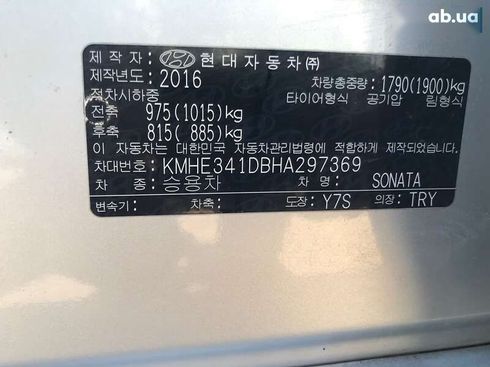 ab.ua
제 작 자: 현 대 자 동 차 ㈜
제작년도: 2016 차량총중량: 1790(1900)kg
적차시하중 타이어형식 공기압 림형식
전축 975(1015)kg
후축 815( 885)kg
이 자동차는 대한민국 자동차관리법령에 적합하게 제작되었습니다.
차대번호: KMHE341DBHA297369
차 종: 승용차 차 명: SONATA
변속기: 차축: 도장: Y7S 의장: TRY